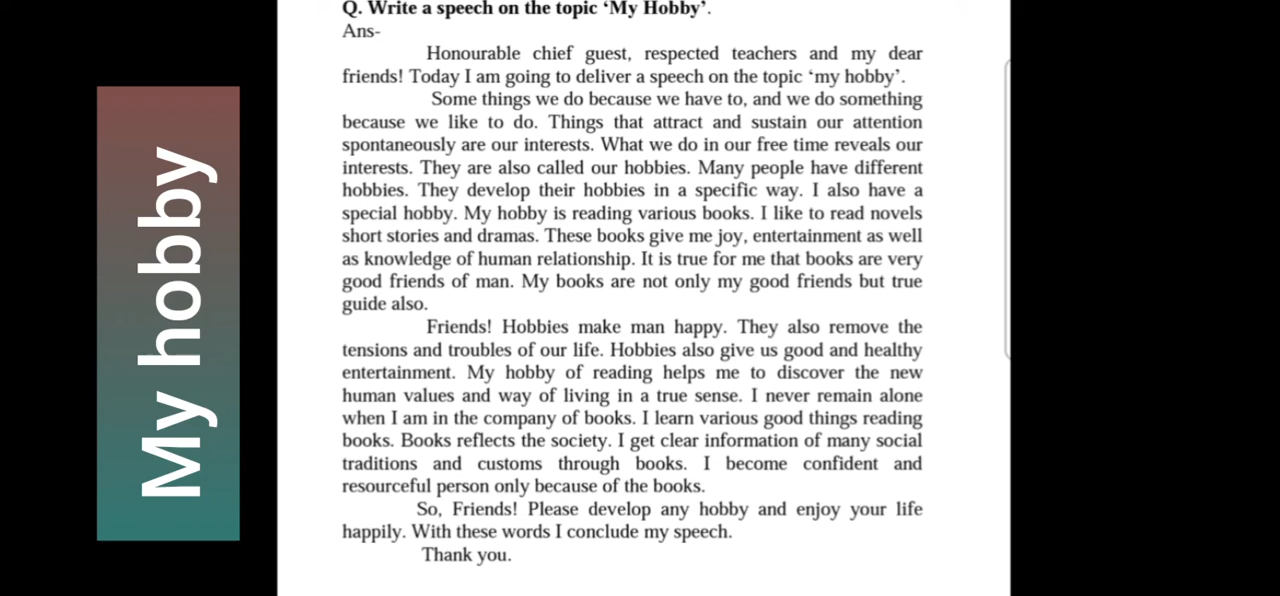 My hobby
Q. Write a speech on the topic ‘My Hobby’.
Ans-
Honourable chief guest, respected teachers and my dear
friends! Today I am going to deliver a speech on the topic ‘my hobby’.
Some things we do because we have to, and we do something
because we like to do. Things that attract and sustain our attention
spontaneously are our interests. What we do in our free time reveals our
interests. They are also called our hobbies. Many people have different
hobbies. They develop their hobbies in a specific way. I also have a
special hobby. My hobby is reading various books. I like to read novels
short stories and dramas. These books give me joy, entertainment as well
as knowledge of human relationship. It is true for me that books are very
good friends of man. My books are not only my good friends but true
guide also.
Friends! Hobbies make man happy. They also remove the
tensions and troubles of our life. Hobbies also give us good and healthy
entertainment. My hobby of reading helps me to discover the new
human values and way of living in a true sense. I never remain alone
when I am in the company of books. I learn various good things reading
books. Books reflects the society. I get clear information of many social
traditions and customs through books. I become confident and
resourceful person only because of the books.
So, Friends! Please develop any hobby and enjoy your life
happily. With these words I conclude my speech.
Thank you.